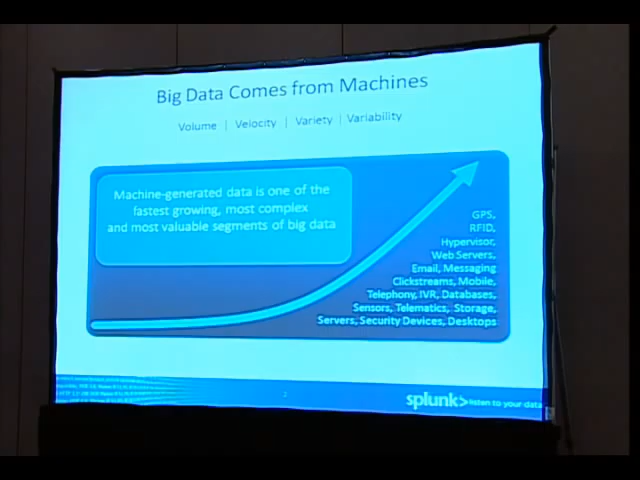 Big Data Comes from Machines
Volume | Velocity | Variety | Variability
Machine-generated data is one of the
fastest growing, most complex
and most valuable segments of big data
GPS,
RFID,
Hypervisor,
Web Servers,
Email, Messaging
Clickstreams, Mobile,
Telephony, IVR, Databases,
Sensors, Telematics, Storage,
Servers, Security Devices, Desktops
2
splunk> listen to your data